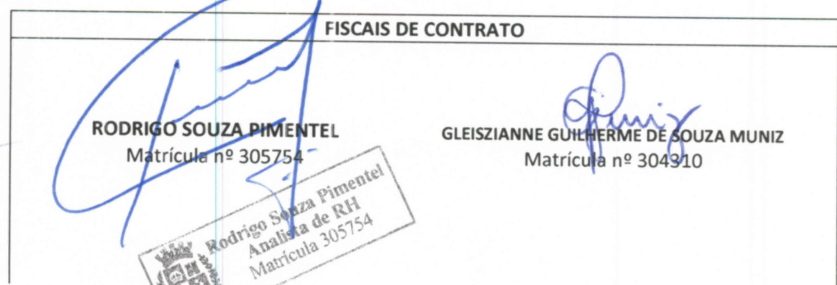 FISCAIS DE CONTRATO
RODRIGO SOUZA PIMENTEL
Matrícula nº 305754
GLEISZIANNE GUILHERME DE SOUZA MUNIZ
Matrícula nº 304310
Rodrigo Souza Pimentel
Analista de RH
Matricula 305754